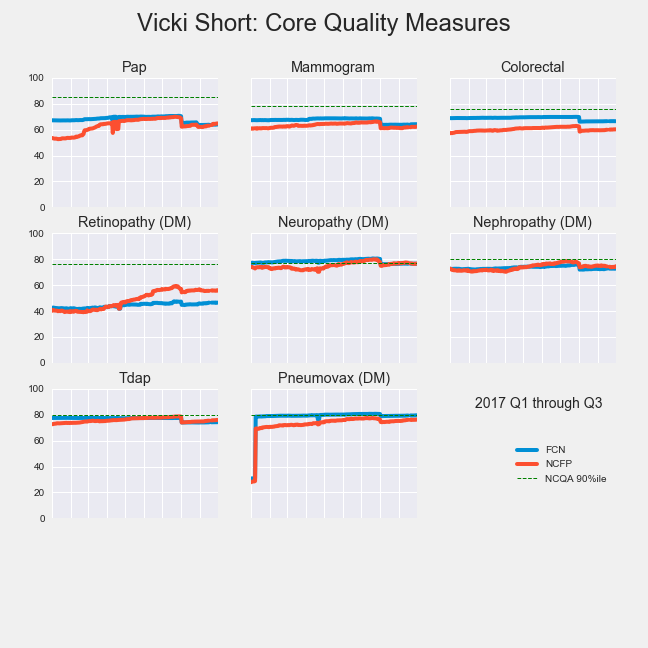 Vicki Short: Core Quality Measures
Pap
Mammogram
Colorectal
100
80
60
40
20
0
Retinopathy (DM)
Neuropathy (DM)
Nephropathy (DM)
100
80
60
40
20
0
Tdap
Pneumovax (DM)
100
80
60
40
20
0
2017 Q1 through Q3
FCN
NCFP
NCQA 90%ile